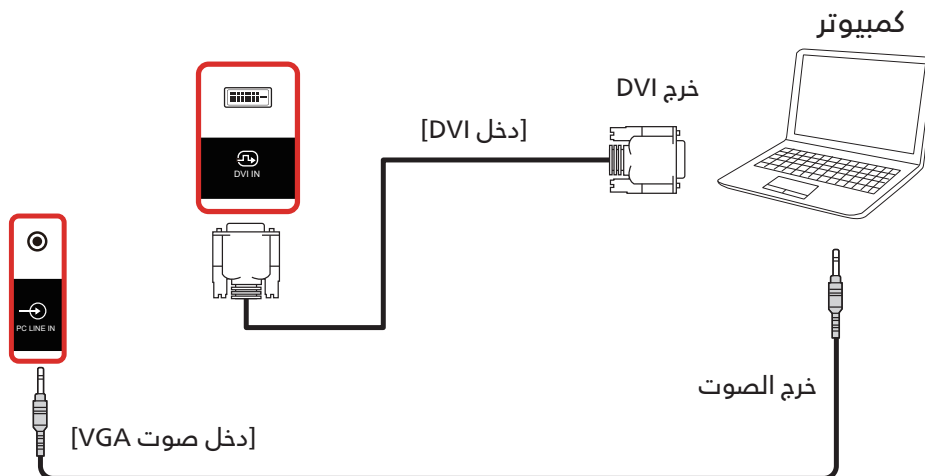 كمبيوتر
خرج DVI
[دخل DVI]
DVI IN
PC LINE IN
خرج الصوت
[دخل صوت VGA]